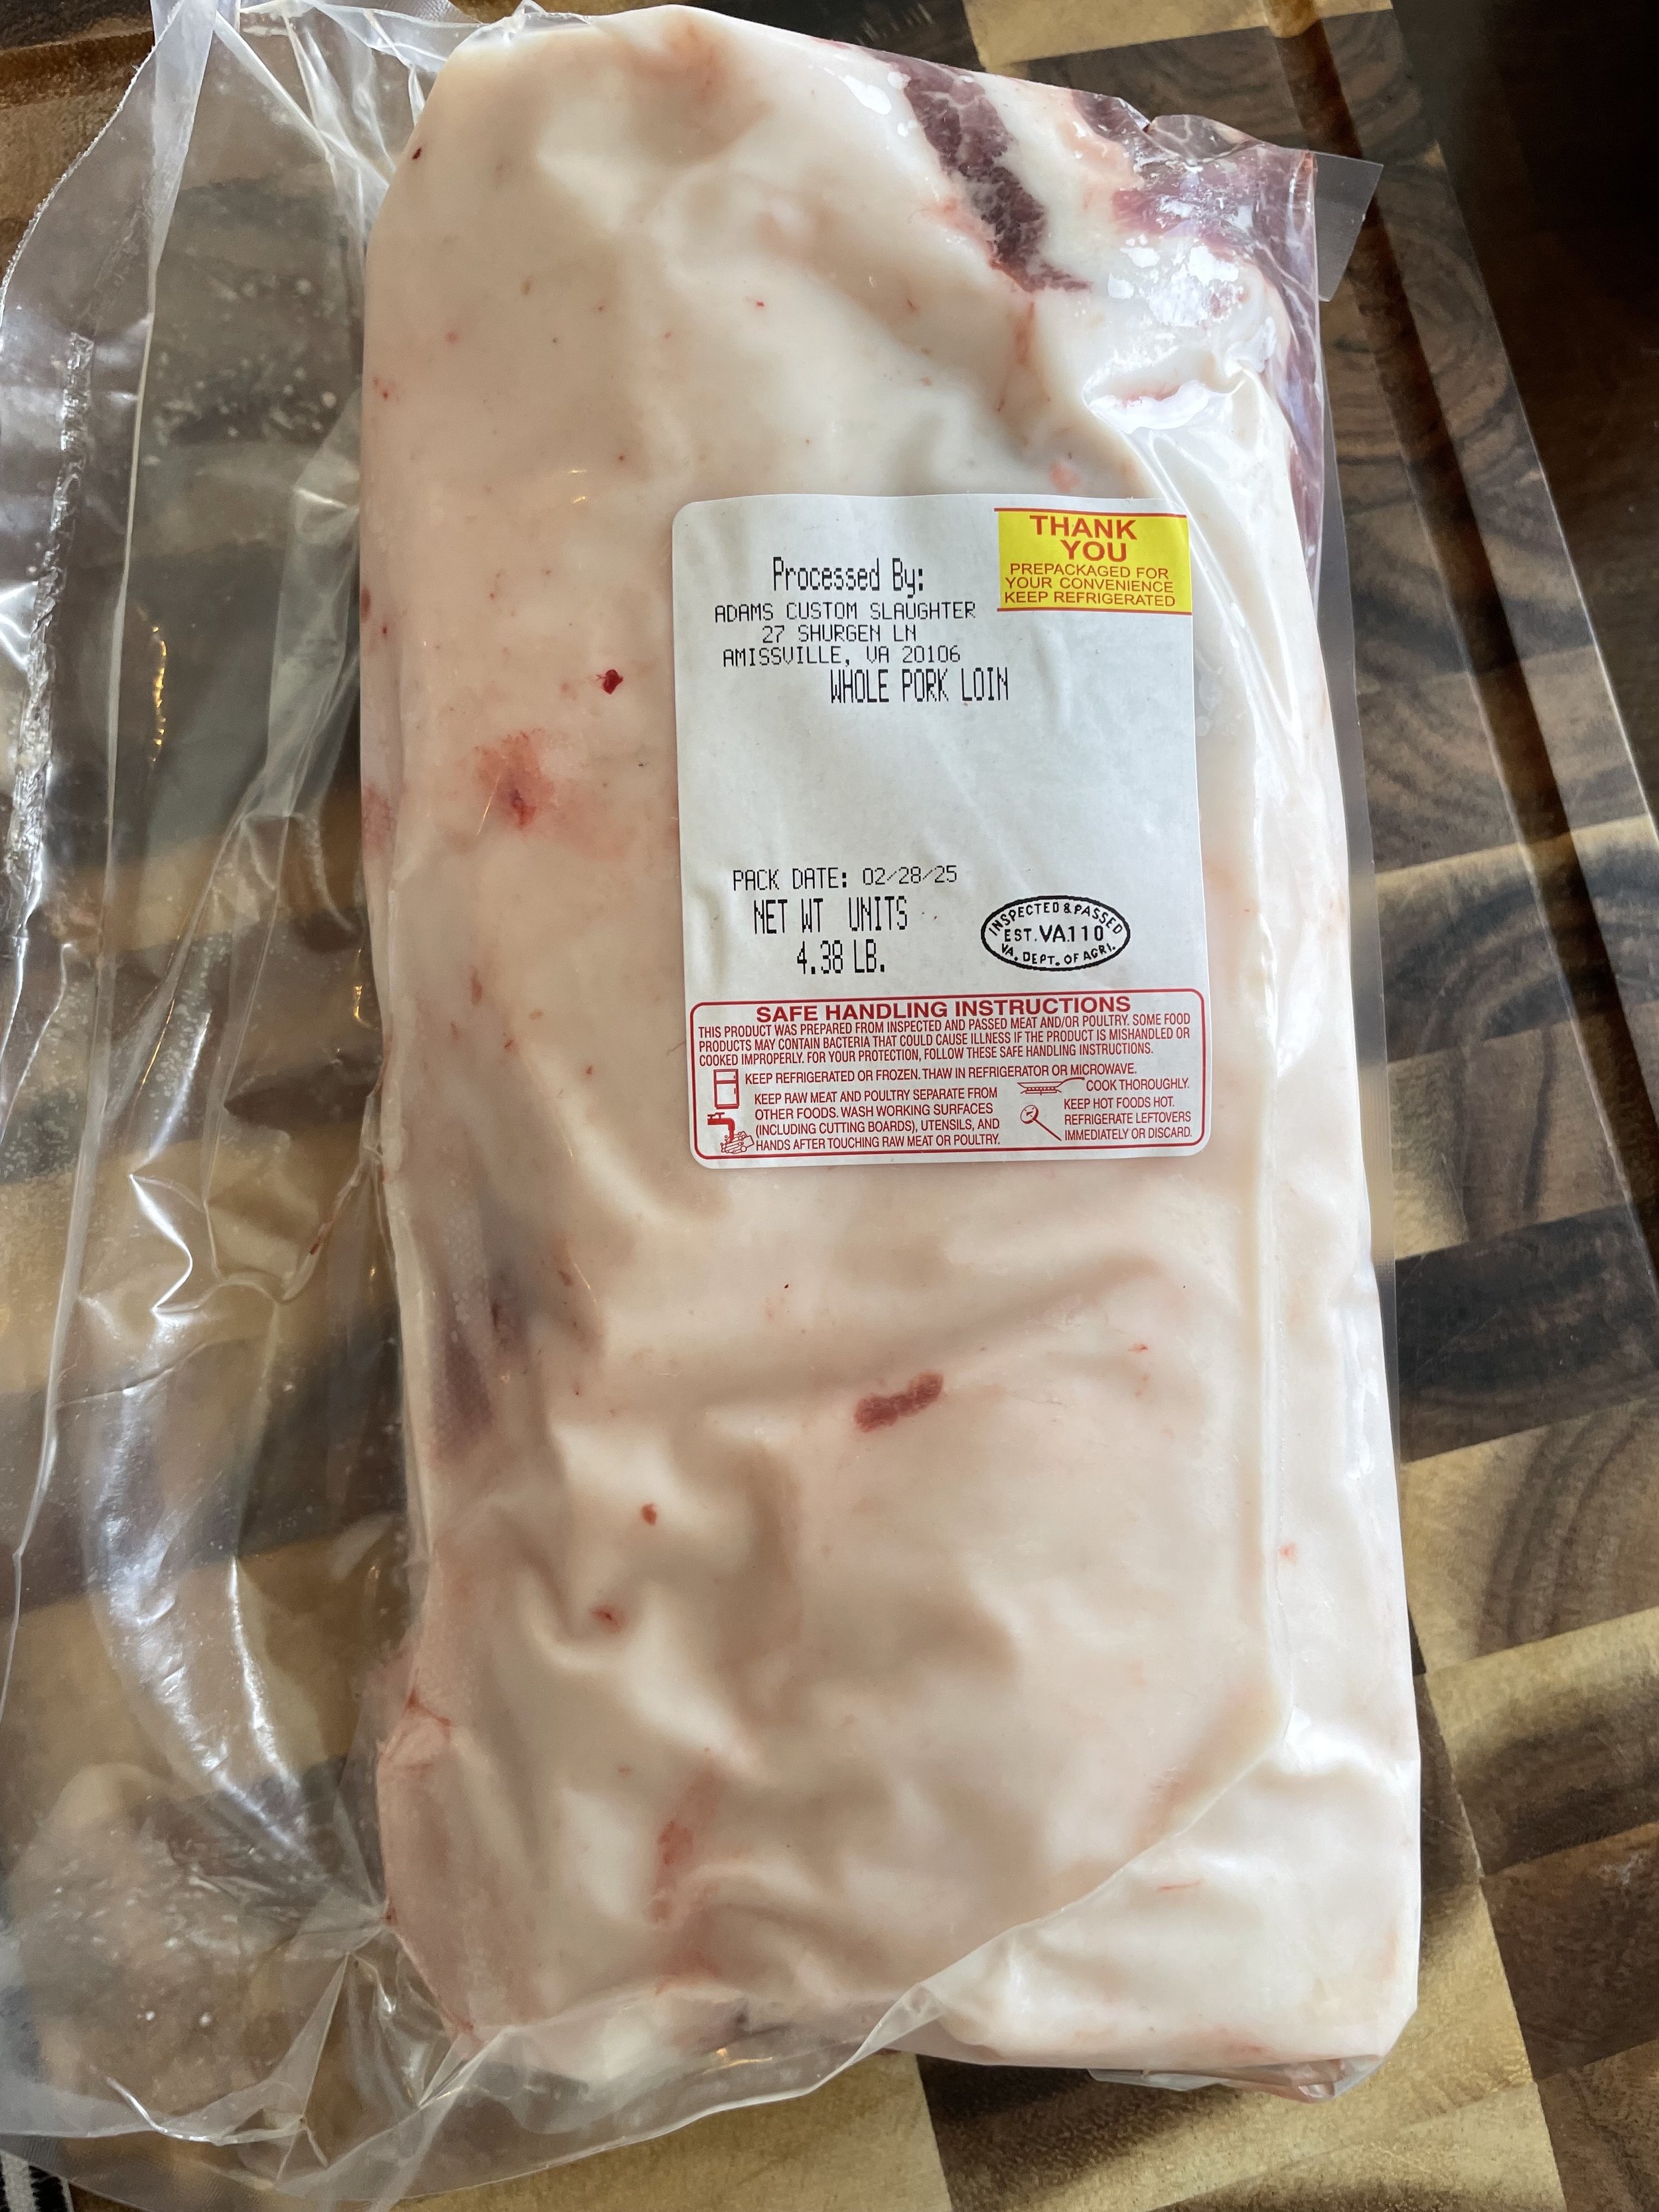 THANK
YOU
PREPACKAGED FOR
YOUR CONVENIENCE
KEEP REFRIGERATED
Processed By:
ADAMS CUSTOM SLAUGHTER
27 SHURGEN LN
AMISSVILLE, VA 20106
WHOLE PORK LOIN
PACK DATE: 02/28/25
NET WT UNITS
4.38 LB.
INSPECTED & PASSED
EST. VA110
VA. DEPT. OF AGRI.
SAFE HANDLING INSTRUCTIONS
THIS PRODUCT WAS PREPARED FROM INSPECTED AND PASSED MEAT AND/OR POULTRY. SOME FOOD
PRODUCTS MAY CONTAIN BACTERIA THAT COULD CAUSE ILLNESS IF THE PRODUCT IS MISHANDLED OR
COOKED IMPROPERLY. FOR YOUR PROTECTION, FOLLOW THESE SAFE HANDLING INSTRUCTIONS.
KEEP REFRIGERATED OR FROZEN. THAW IN REFRIGERATOR OR MICROWAVE.
KEEP RAW MEAT AND POULTRY SEPARATE FROM
OTHER FOODS. WASH WORKING SURFACES
(INCLUDING CUTTING BOARDS), UTENSILS, AND
HANDS AFTER TOUCHING RAW MEAT OR POULTRY.
COOK THOROUGHLY.
KEEP HOT FOODS HOT.
REFRIGERATE LEFTOVERS
IMMEDIATELY OR DISCARD.